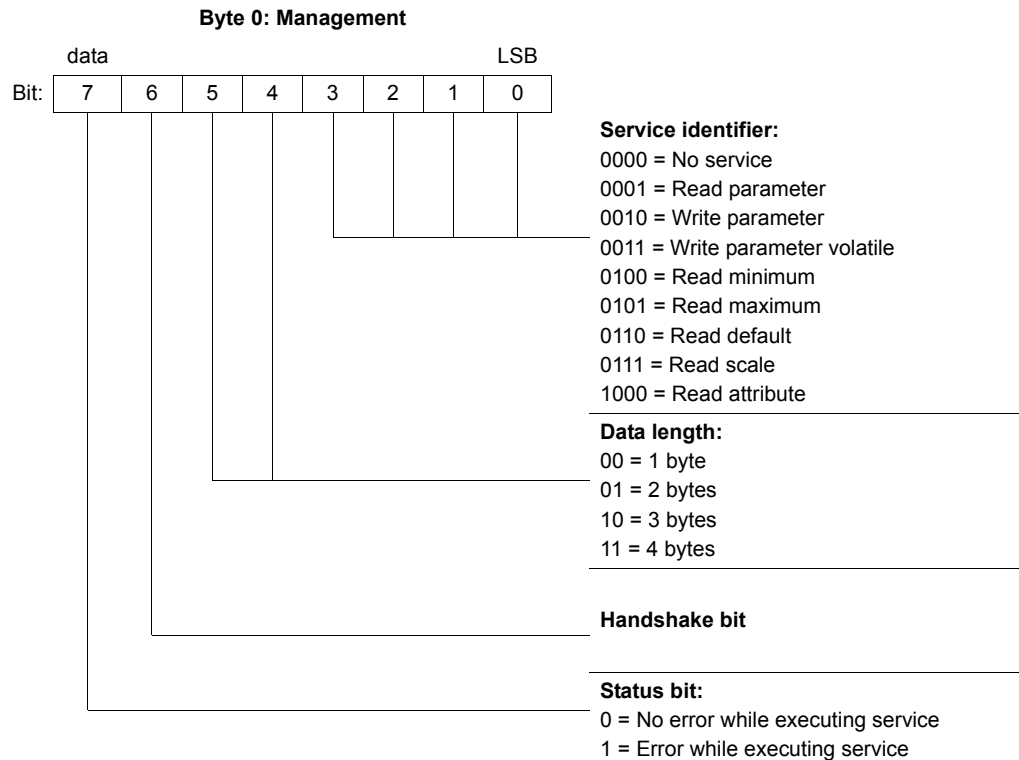 Byte 0: Management
data LSB
Bit: 7 6 5 4 3 2 1 0
Service identifier:
0000 = No service
0001 = Read parameter
0010 = Write parameter
0011 = Write parameter volatile
0100 = Read minimum
0101 = Read maximum
0110 = Read default
0111 = Read scale
1000 = Read attribute
Data length:
00 = 1 byte
01 = 2 bytes
10 = 3 bytes
11 = 4 bytes
Handshake bit
Status bit:
0 = No error while executing service
1 = Error while executing service